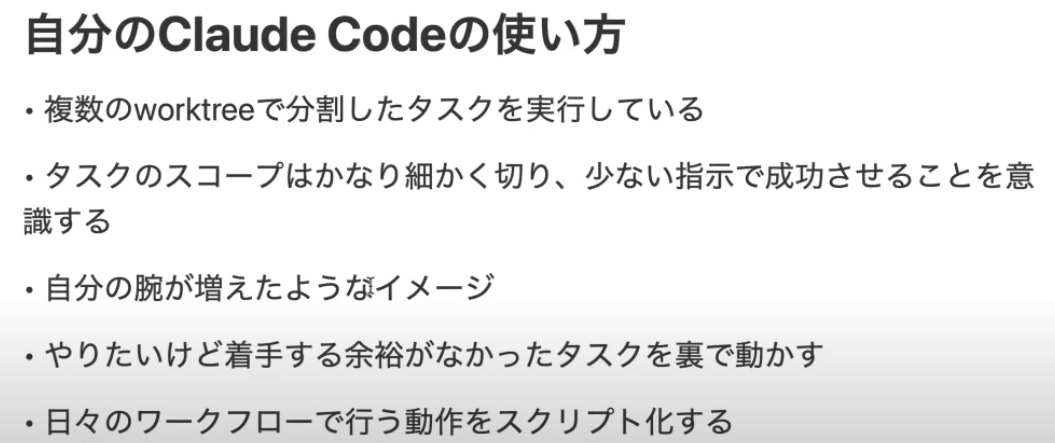 自分のClaude Codeの使い方
・複数のworktreeで分割したタスクを実行している
・タスクのスコープはかなり細かく切り、少ない指示で成功させることを意
識する
・自分の腕が増えたようなイメージ
・やりたいけど着手する余裕がなかったタスクを裏で動かす
・日々のワークフローで行う動作をスクリプト化する